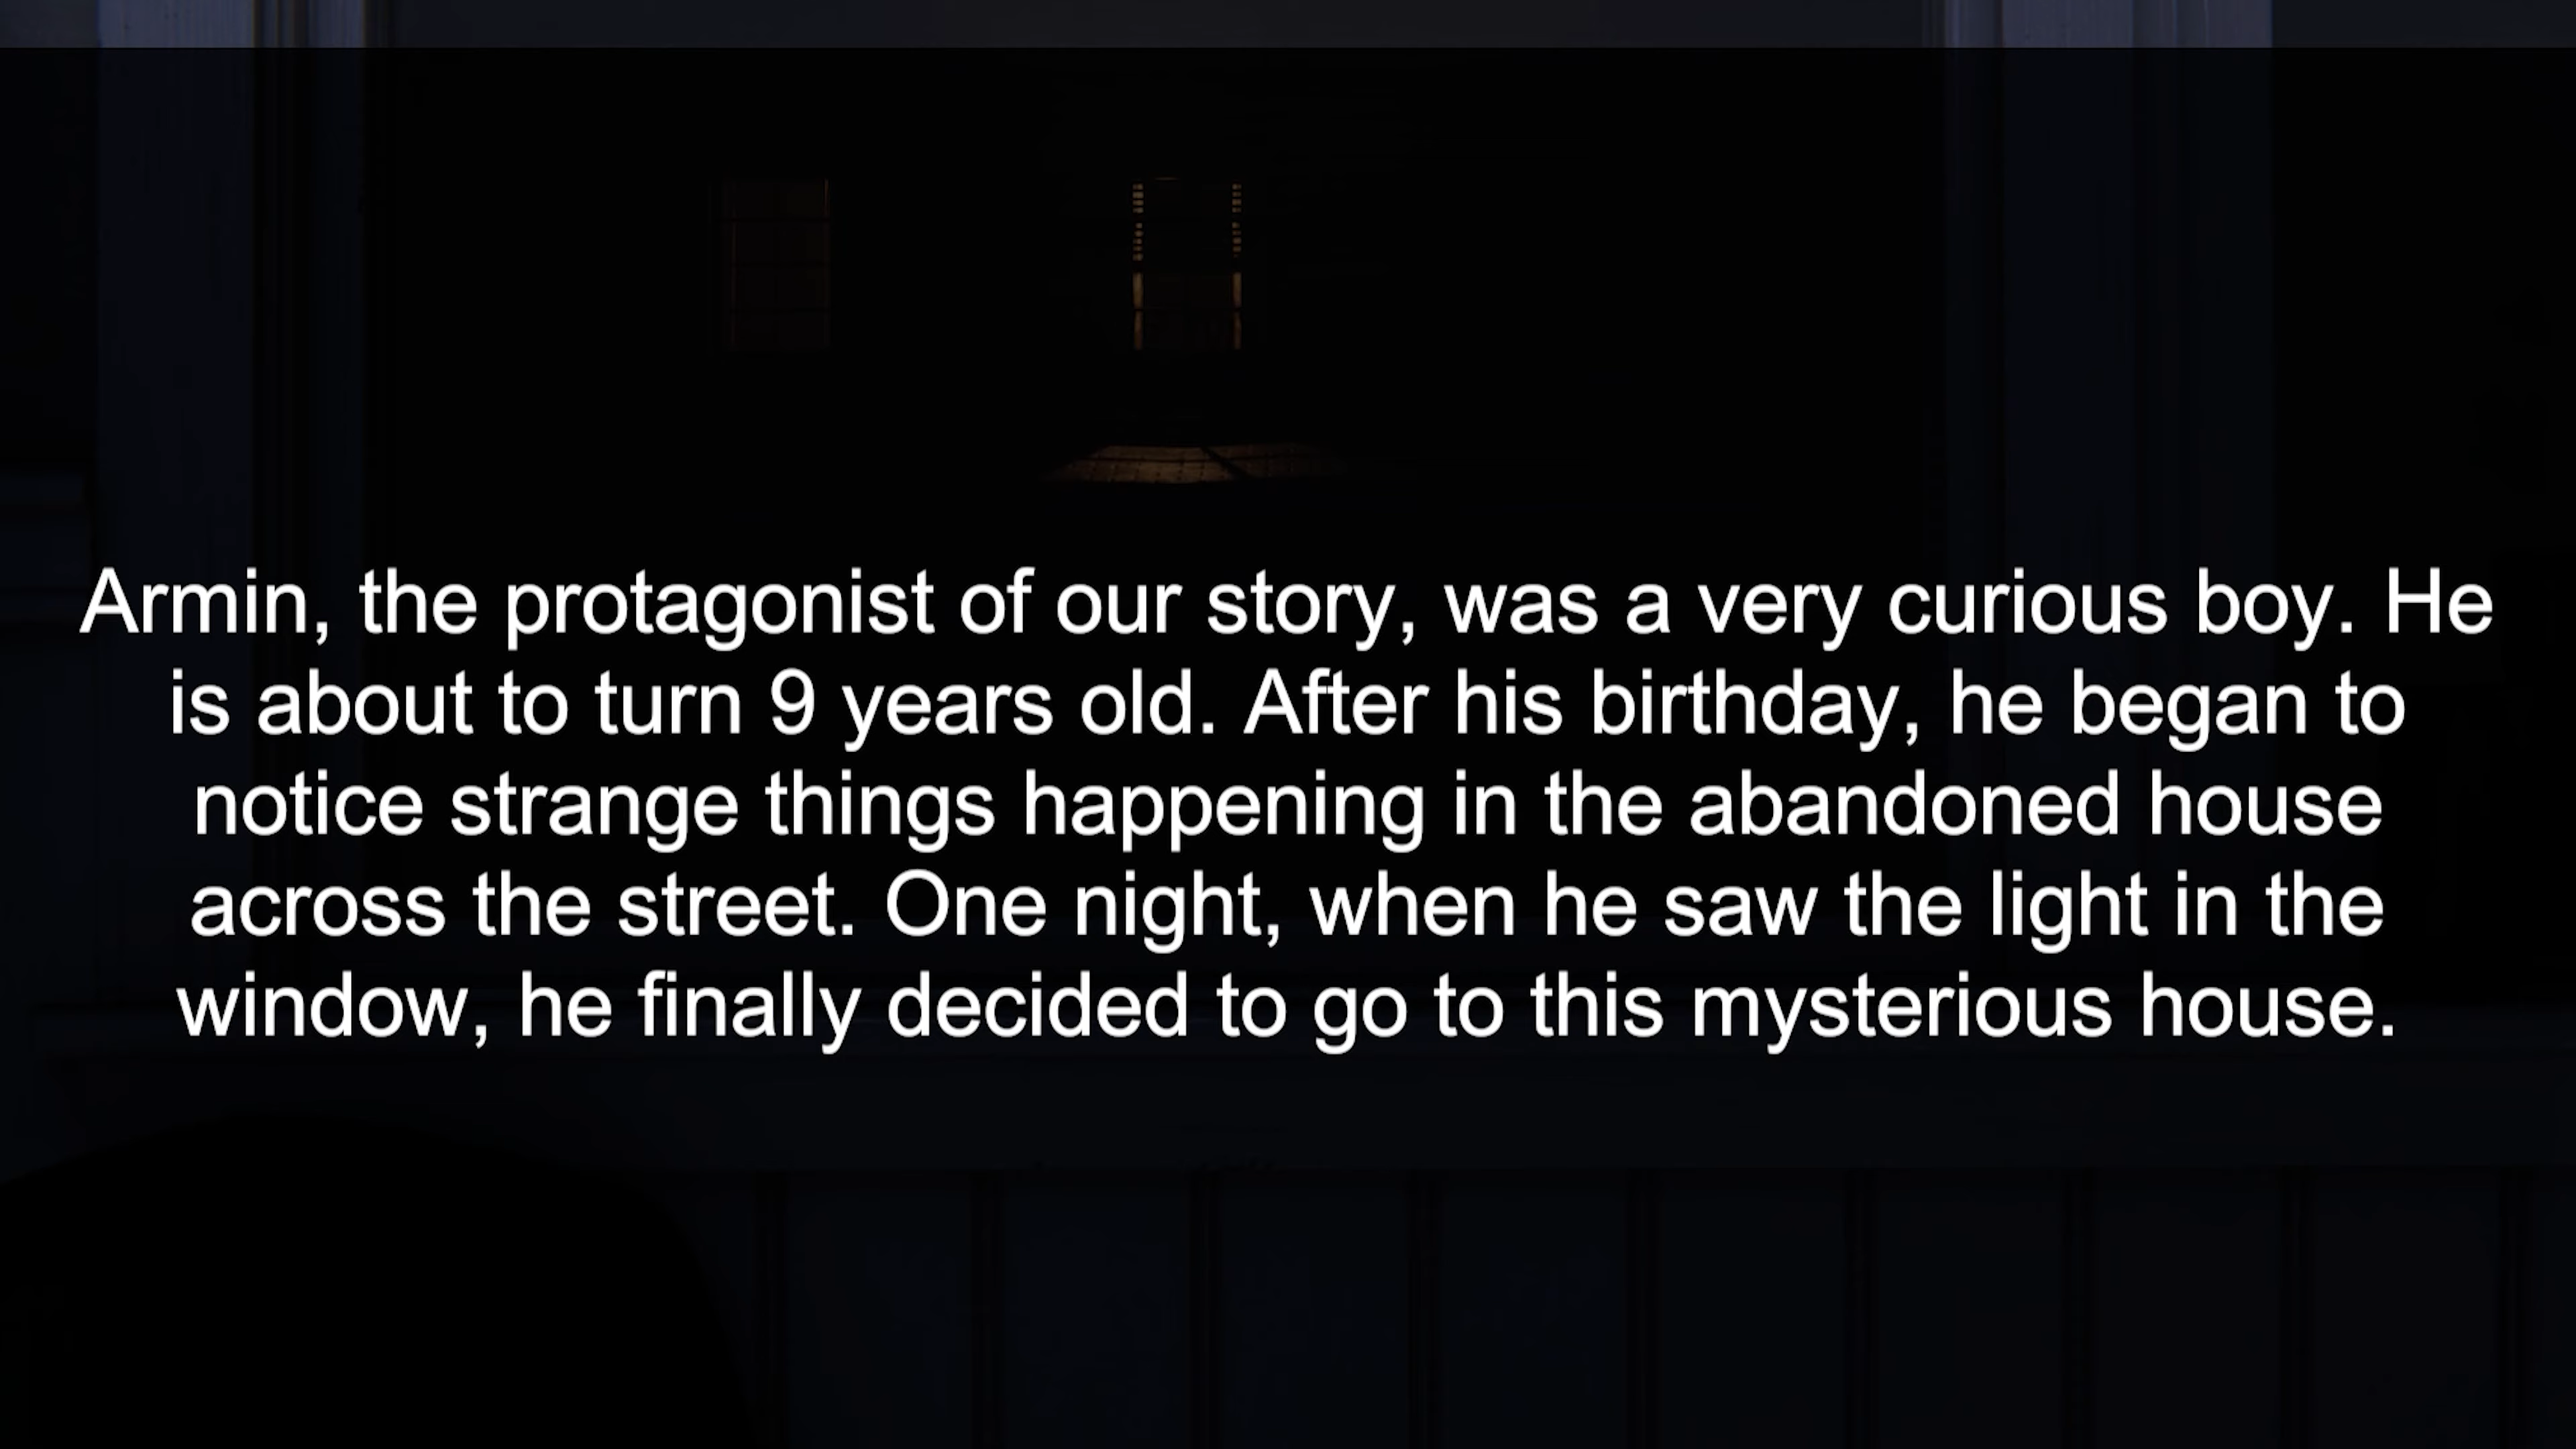 Armin, the protagonist of our story, was a very curious boy. He
is about to turn 9 years old. After his birthday, he began to
notice strange things happening in the abandoned house
across the street. One night, when he saw the light in the
window, he finally decided to go to this mysterious house.